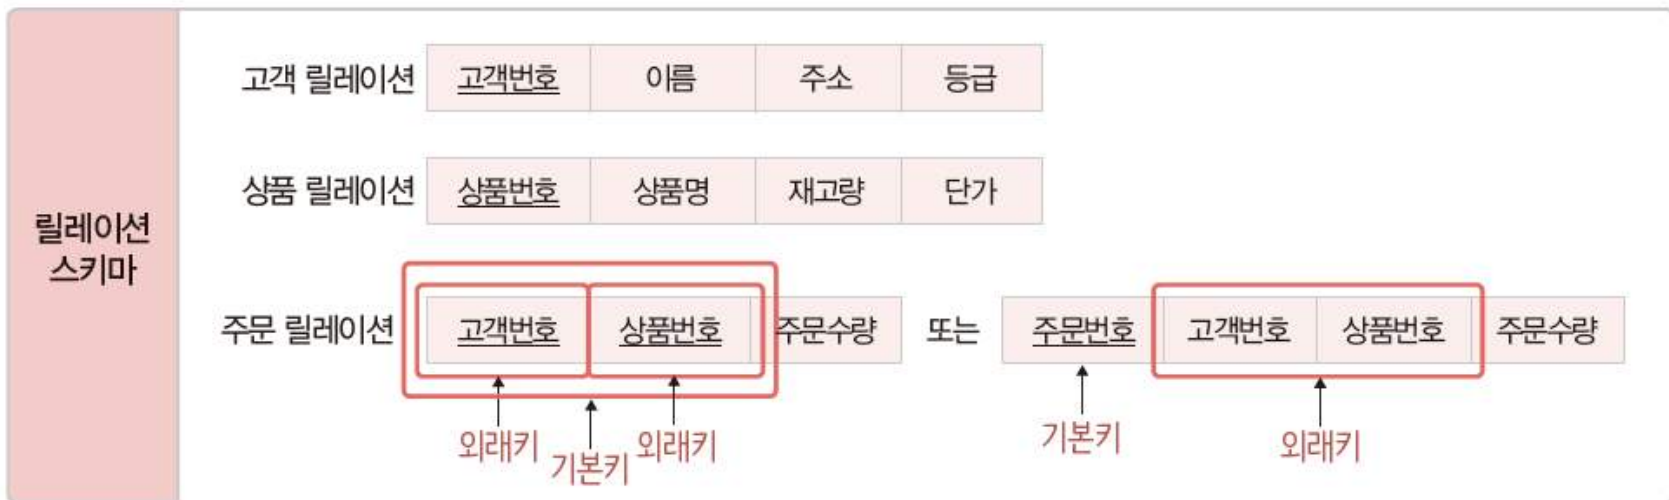 릴레이션
스키마
고객 릴레이션 고객번호 이름 주소 등급
상품 릴레이션 상품번호 상품명 재고량 단가
주문 릴레이션 고객번호 상품번호 주문수량 또는 주문번호 고객번호 상품번호 주문수량
외래키 기본키 외래키 기본키 외래키